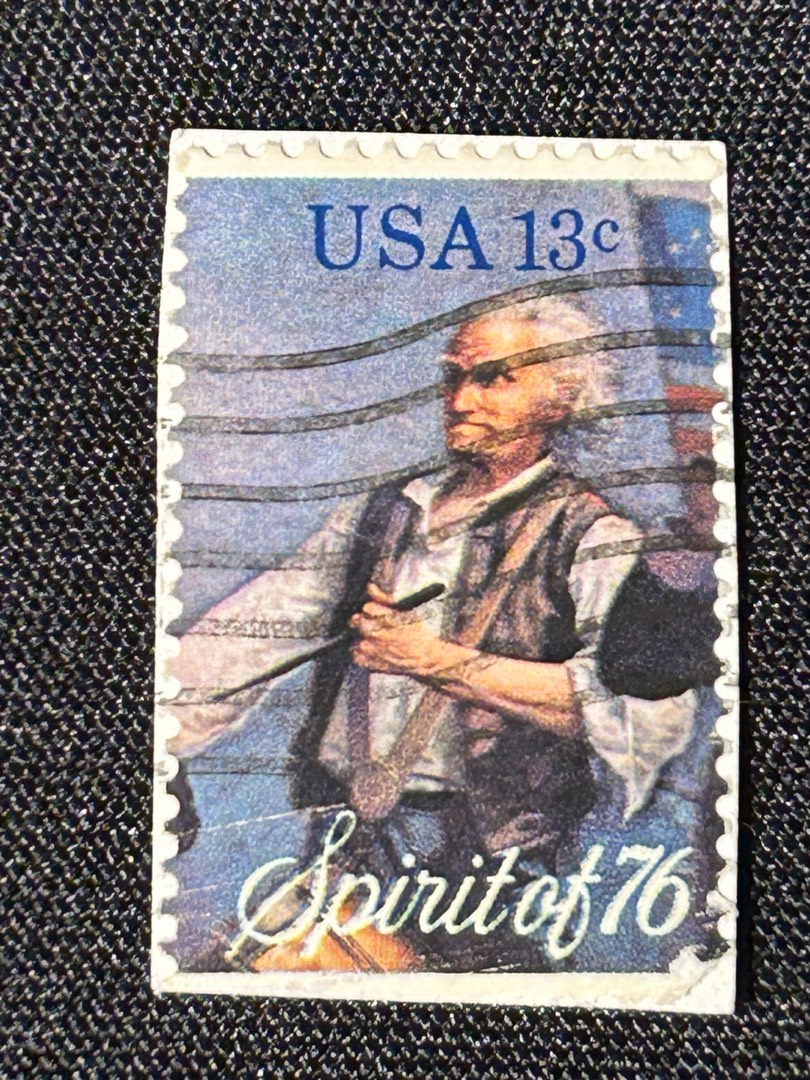 USA 13c
Spirit of 76